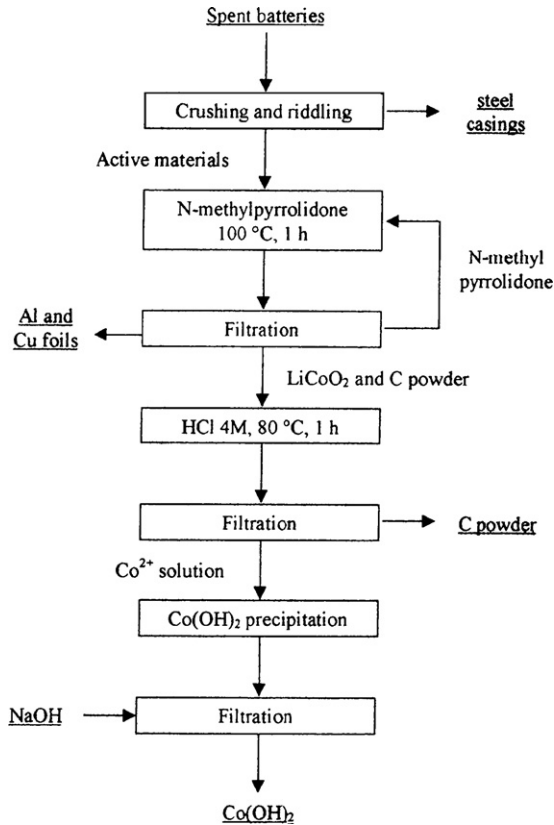 Spent batteries
Crushing and riddling
steel
casings
Active materials
N-methylpyrrolidone
100 °C, 1 h
N-methyl
pyrrolidone
Al and
Cu foils
Filtration
LiCoO₂ and C powder
HCl 4M, 80 °C, 1 h
Filtration
C powder
Co²⁺ solution
Co(OH)₂ precipitation
NaOH
Filtration
Co(OH)₂